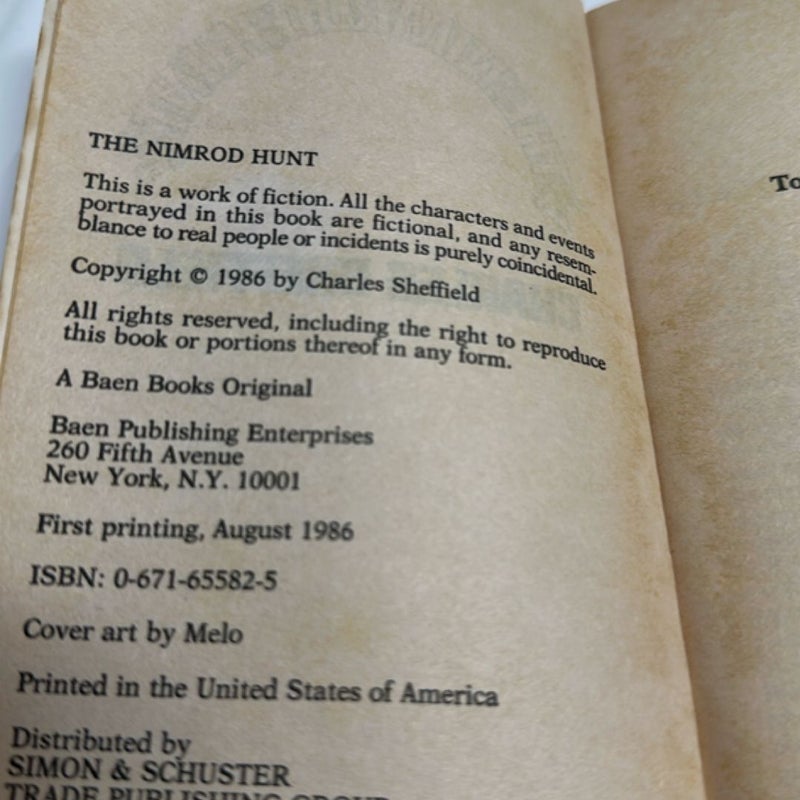 THE NIMROD HUNT
This is a work of fiction. All the characters and events
portrayed in this book are fictional, and any resem-
blance to real people or incidents is purely coincidental.
Copyright © 1986 by Charles Sheffield
All rights reserved, including the right to reproduce
this book or portions thereof in any form.
A Baen Books Original
Baen Publishing Enterprises
260 Fifth Avenue
New York, N.Y. 10001
First printing, August 1986
ISBN: 0-671-65582-5
Cover art by Melo
Printed in the United States of America
Distributed by
SIMON & SCHUSTER
TRADE PUBLISHING GROUP
To